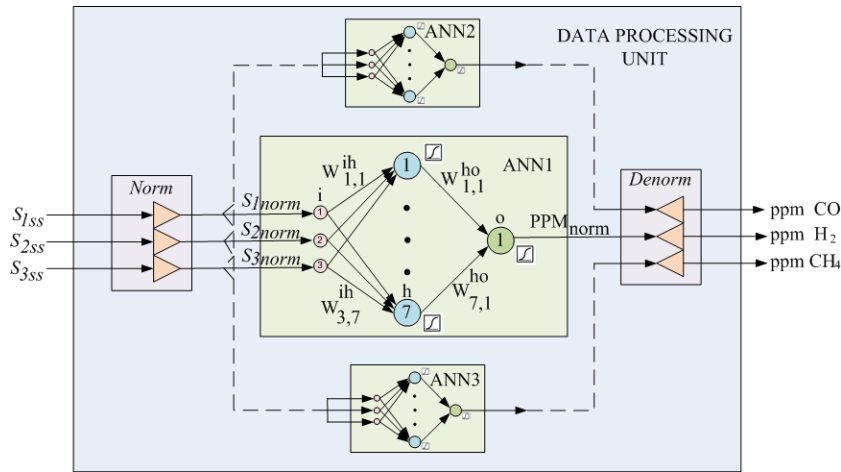 ANN2
DATA PROCESSING
UNIT
ANN1
Norm
S1ss
S2ss
S3ss
S1norm
S2norm
S3norm
i
1
2
3
W ih 1,1
W ih 3,7
1
h
7
W ho 1,1
W ho 7,1
o
1
PPM norm
Denorm
ppm CO
ppm H2
ppm CH4
ANN3